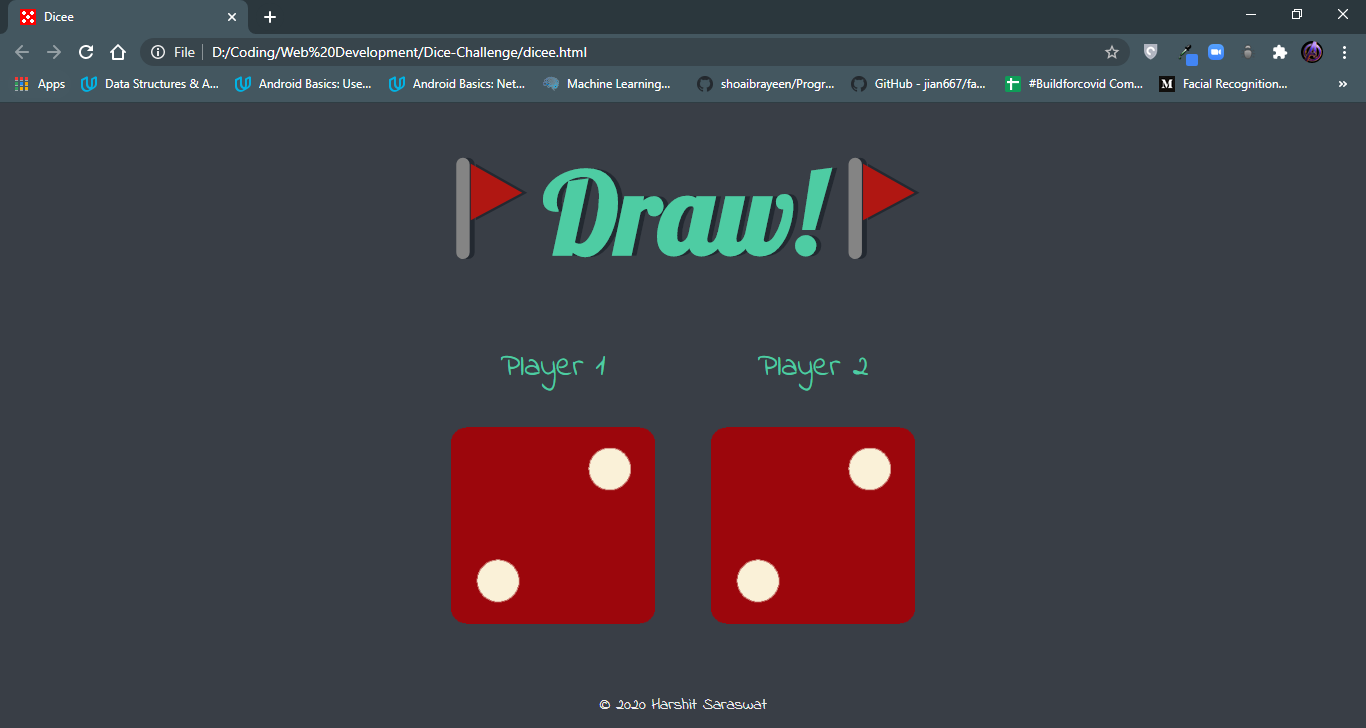 Dicee
File D:/Coding/Web%20Development/Dice-Challenge/dicee.html
Apps Data Structures & A... Android Basics: Use... Android Basics: Net... Machine Learning... shoaibrayeen/Progr... GitHub - jian667/fa... #Buildforcovid Com... M Facial Recognition... »
Draw!
Player 1 Player 2
© 2020 Harshit Saraswat